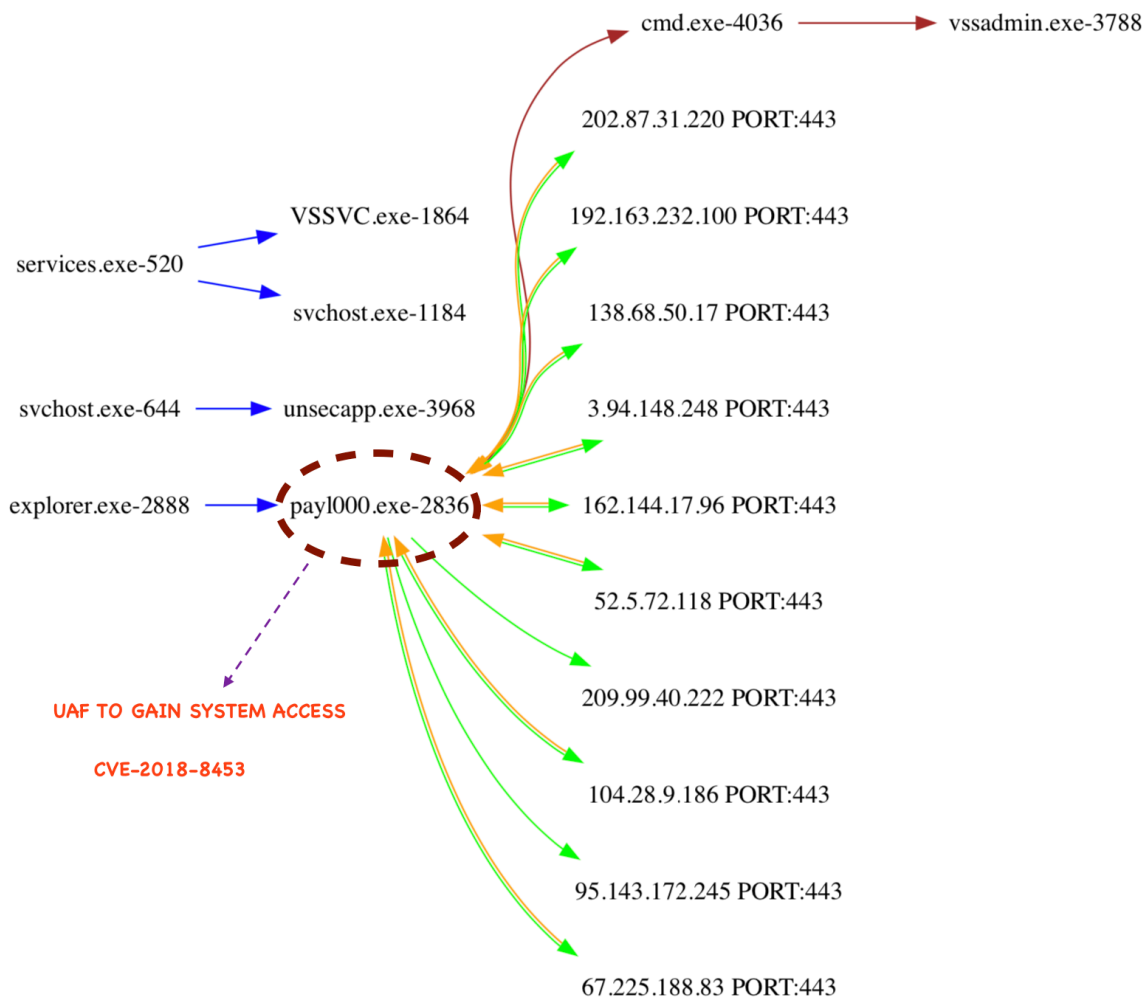 cmd.exe-4036
vssadmin.exe-3788
202.87.31.220 PORT:443
VSSVC.exe-1864
192.163.232.100 PORT:443
services.exe-520
svchost.exe-1184
138.68.50.17 PORT:443
svchost.exe-644
unsecapp.exe-3968
3.94.148.248 PORT:443
explorer.exe-2888
payl000.exe-2836
162.144.17.96 PORT:443
52.5.72.118 PORT:443
209.99.40.222 PORT:443
UAF TO GAIN SYSTEM ACCESS
CVE-2018-8453
104.28.9.186 PORT:443
95.143.172.245 PORT:443
67.225.188.83 PORT:443